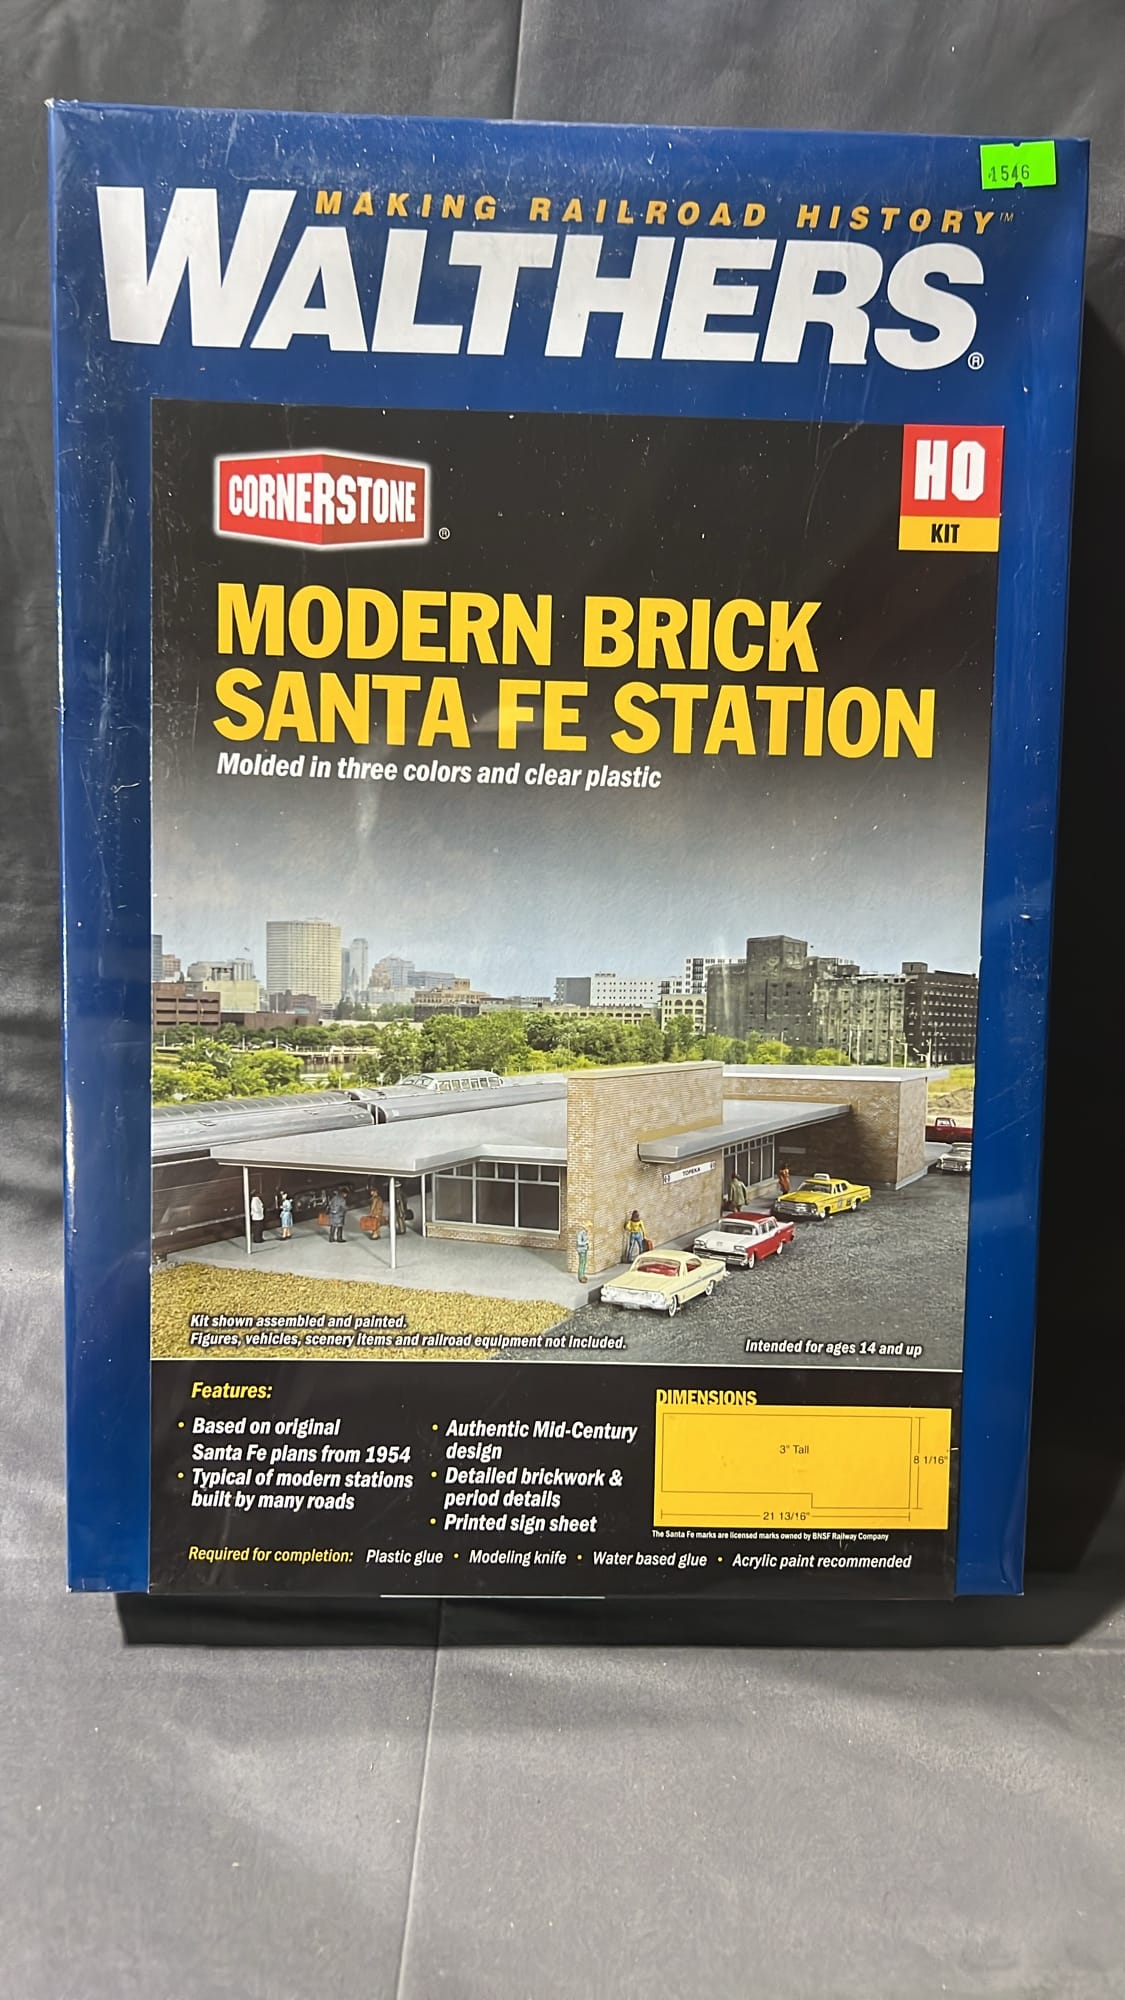 1546
MAKING RAILROAD HISTORY™
WALTHERS®
CORNERSTONE®
HO
KIT
MODERN BRICK
SANTA FE STATION
Molded in three colors and clear plastic
TOPEKA
Kit shown assembled and painted.
Figures, vehicles, scenery items and railroad equipment not included.
Intended for ages 14 and up
Features:
• Based on original
Santa Fe plans from 1954
• Typical of modern stations
built by many roads
• Authentic Mid-Century
design
• Detailed brickwork &
period details
• Printed sign sheet
DIMENSIONS
3" Tall
8 1/16"
21 13/16"
The Santa Fe marks are licensed marks owned by BNSF Railway Company
Required for completion: Plastic glue • Modeling knife • Water based glue • Acrylic paint recommended